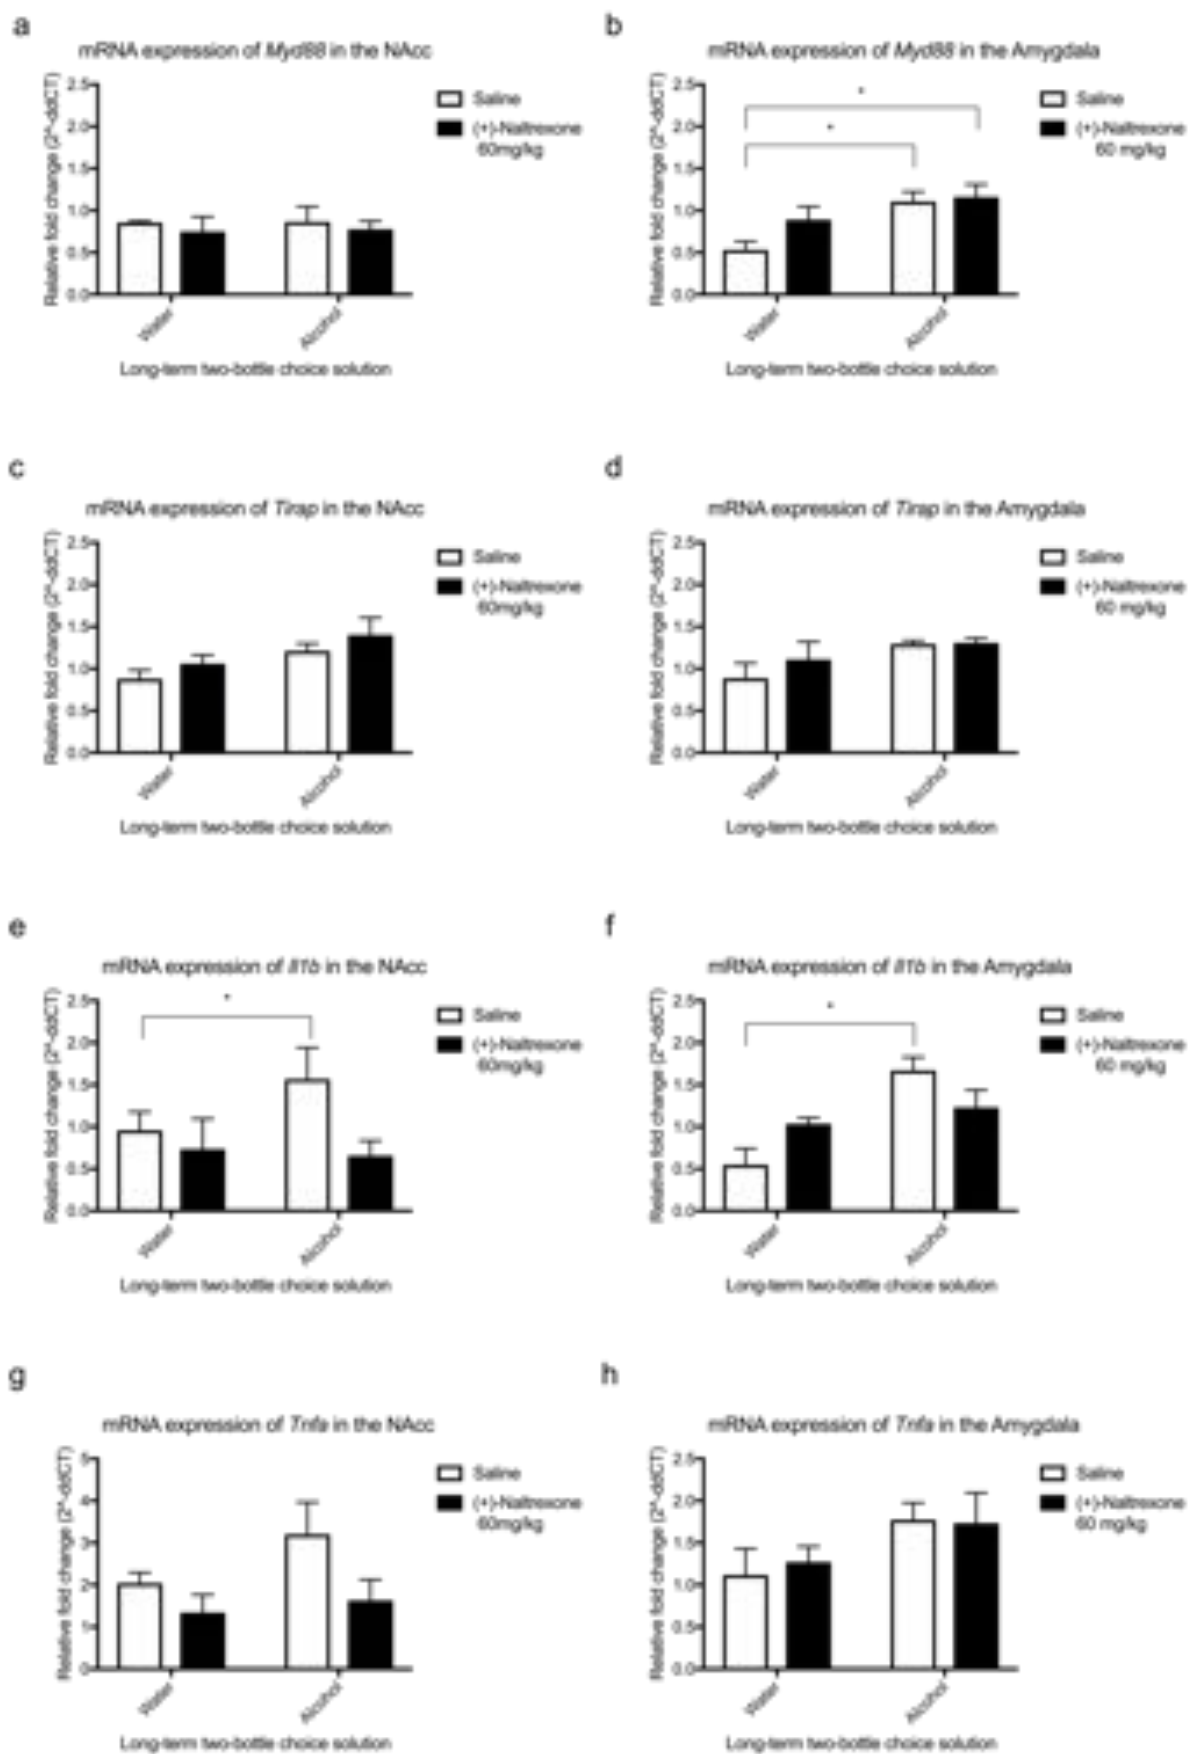 a
mRNA expression of Myd88 in the NAcc
Relative fold change (2^-ddCT)
2.5
2.0
1.5
1.0
0.5
0.0
Water
Alcohol
Long-term two-bottle choice solution
Saline
(+)-Naltrexone
60mg/kg
b
mRNA expression of Myd88 in the Amygdala
Relative fold change (2^-ddCT)
2.5
2.0
1.5
1.0
0.5
0.0
*
*
Water
Alcohol
Long-term two-bottle choice solution
Saline
(+)-Naltrexone
60 mg/kg
c
mRNA expression of Tirap in the NAcc
Relative fold change (2^-ddCT)
2.5
2.0
1.5
1.0
0.5
0.0
Water
Alcohol
Long-term two-bottle choice solution
Saline
(+)-Naltrexone
60mg/kg
d
mRNA expression of Tirap in the Amygdala
Relative fold change (2^-ddCT)
2.5
2.0
1.5
1.0
0.5
0.0
Water
Alcohol
Long-term two-bottle choice solution
Saline
(+)-Naltrexone
60 mg/kg
e
mRNA expression of Il1b in the NAcc
Relative fold change (2^-ddCT)
2.5
2.0
1.5
1.0
0.5
0.0
*
Water
Alcohol
Long-term two-bottle choice solution
Saline
(+)-Naltrexone
60mg/kg
f
mRNA expression of Il1b in the Amygdala
Relative fold change (2^-ddCT)
2.5
2.0
1.5
1.0
0.5
0.0
*
Water
Alcohol
Long-term two-bottle choice solution
Saline
(+)-Naltrexone
60 mg/kg
g
mRNA expression of Tnfa in the NAcc
Relative fold change (2^-ddCT)
5
4
3
2
1
0
Water
Alcohol
Long-term two-bottle choice solution
Saline
(+)-Naltrexone
60mg/kg
h
mRNA expression of Tnfa in the Amygdala
Relative fold change (2^-ddCT)
2.5
2.0
1.5
1.0
0.5
0.0
Water
Alcohol
Long-term two-bottle choice solution
Saline
(+)-Naltrexone
60 mg/kg